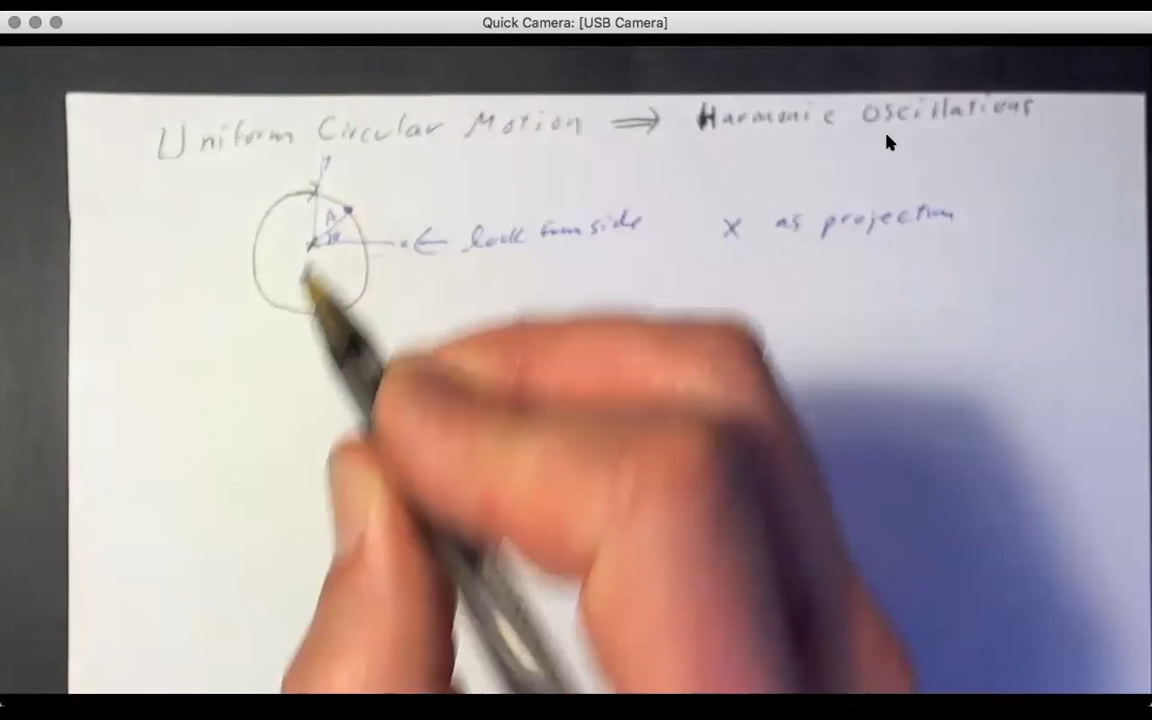 Quick Camera: [USB Camera]
Uniform Circular Motion ⇒ Harmonic Oscillations
y
A
x ← look from side x as projection